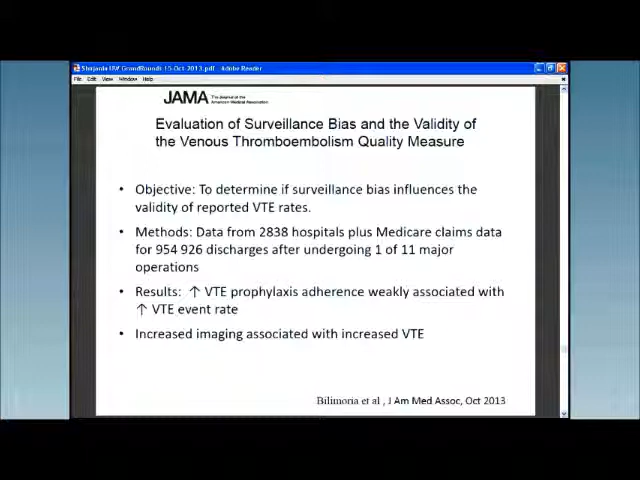 Sterjanis UW GrandRounds 15-Oct-2013.pdf - Adobe Reader
File Edit View Window Help
JAMA The Journal of the
American Medical Association
Evaluation of Surveillance Bias and the Validity of
the Venous Thromboembolism Quality Measure
• Objective: To determine if surveillance bias influences the
validity of reported VTE rates.
• Methods: Data from 2838 hospitals plus Medicare claims data
for 954 926 discharges after undergoing 1 of 11 major
operations
• Results: ↑ VTE prophylaxis adherence weakly associated with
↑ VTE event rate
• Increased imaging associated with increased VTE
Bilimoria et al , J Am Med Assoc, Oct 2013